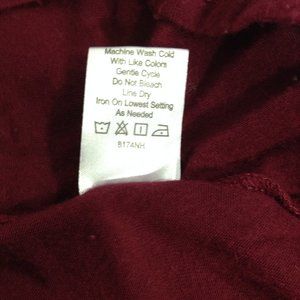 Machine Wash Cold
With Like Colors
Gentle Cycle
Do Not Bleach
Line Dry
Iron On Lowest Setting
As Needed
8174NH